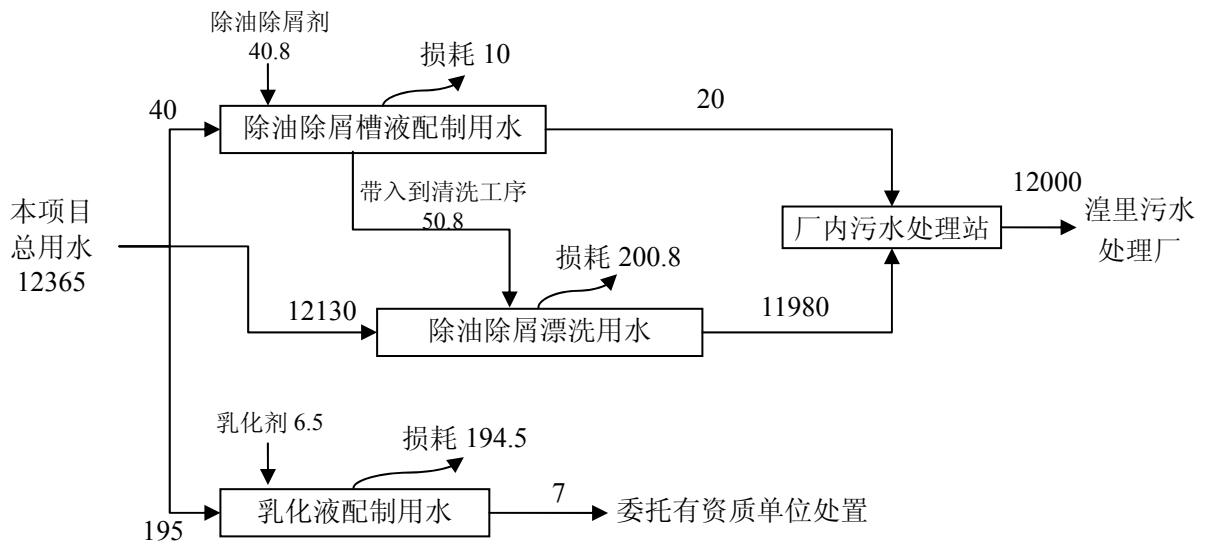 除油除屑剂
40.8
损耗 10
40
20
除油除屑槽液配制用水
带入到清洗工序
50.8
本项目
总用水
12365
12000
厂内污水处理站
湟里污水
处理厂
损耗 200.8
12130
11980
除油除屑漂洗用水
乳化剂 6.5
损耗 194.5
7
乳化液配制用水
委托有资质单位处置
195